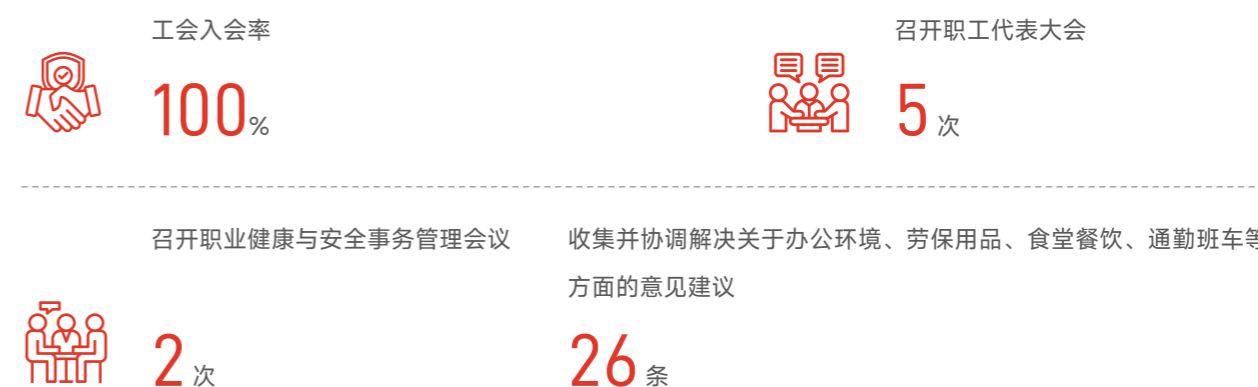 工会入会率
召开职工代表大会
100%
5 次
召开职业健康与安全事务管理会议
收集并协调解决关于办公环境、劳保用品、食堂餐饮、通勤班车等
方面的意见建议
2 次
26 条